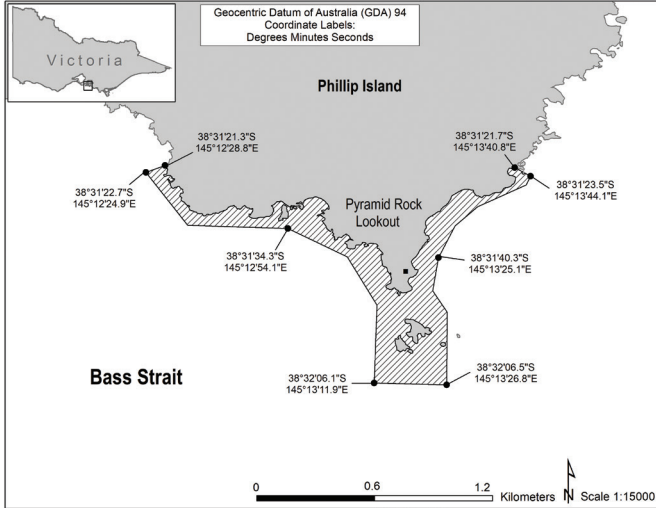 Geocentric Datum of Australia (GDA) 94
Coordinate Labels:
Degrees Minutes Seconds
Victoria
Phillip Island
38°31'21.3"S
145°12'28.8"E
38°31'21.7"S
145°13'40.8"E
38°31'22.7"S
145°12'24.9"E
38°31'23.5"S
145°13'44.1"E
Pyramid Rock
Lookout
38°31'34.3"S
145°12'54.1"E
38°31'40.3"S
145°13'25.1"E
Bass Strait
38°32'06.1"S
145°13'11.9"E
38°32'06.5"S
145°13'26.8"E
0 0.6 1.2
Kilometers N Scale 1:15000